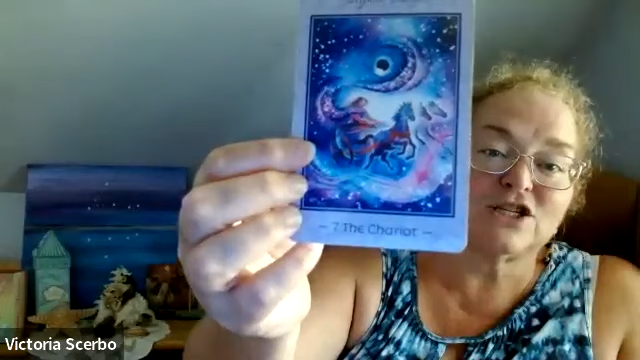 — 7 The Chariot —
Victoria Scerbo